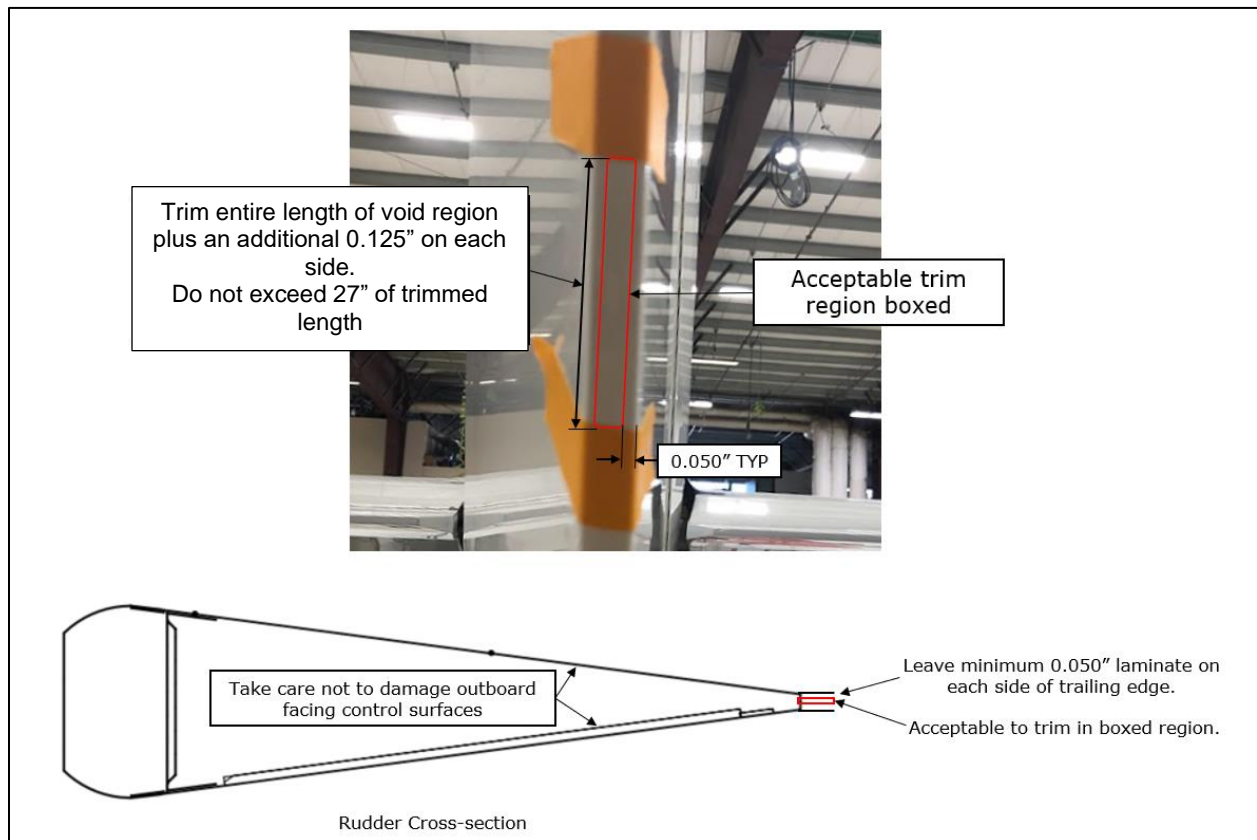 Trim entire length of void region
plus an additional 0.125” on each
side.
Do not exceed 27” of trimmed
length
Acceptable trim
region boxed
0.050” TYP
Take care not to damage outboard
facing control surfaces
Leave minimum 0.050” laminate on
each side of trailing edge.
Acceptable to trim in boxed region.
Rudder Cross-section